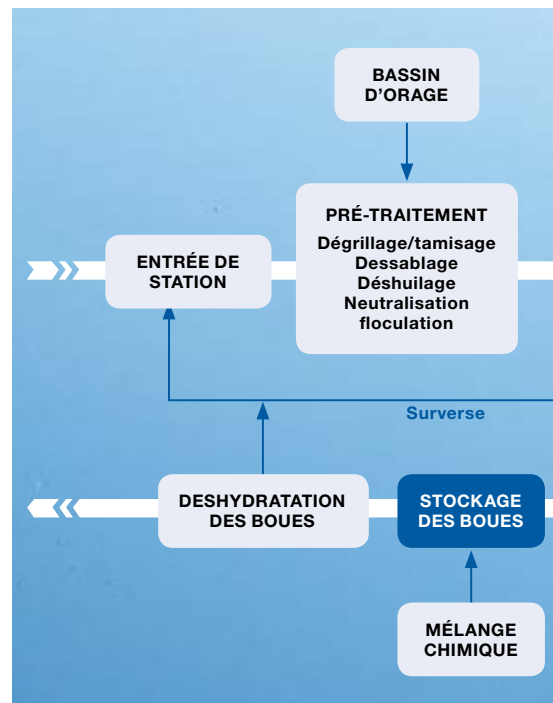 BASSIN
D'ORAGE
PRÉ-TRAITEMENT
Dégrillage/tamisage
Dessablage
Déshuilage
Neutralisation
floculation
ENTRÉE DE
STATION
Surverse
DESHYDRATATION
DES BOUES
STOCKAGE
DES BOUES
MÉLANGE
CHIMIQUE